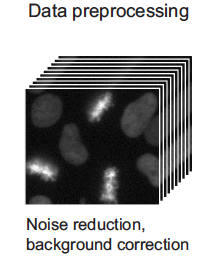 Data preprocessing
Noise reduction,
background correction